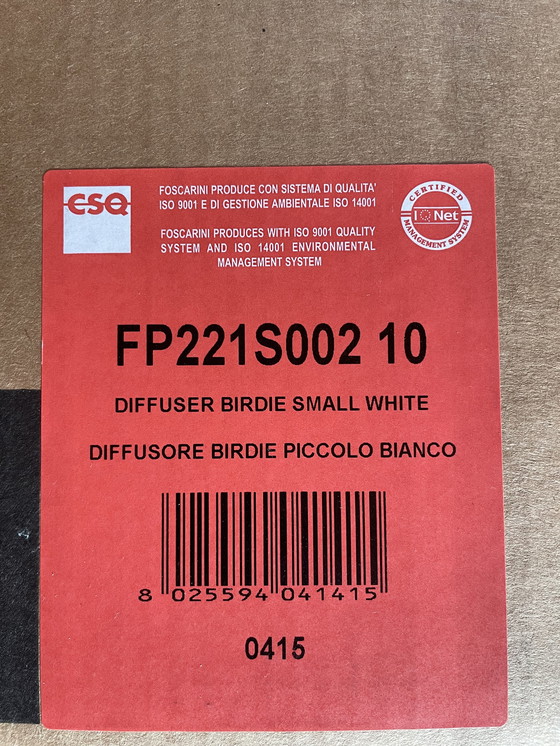 CSQ
FOSCARINI PRODUCE CON SISTEMA DI QUALITA'
ISO 9001 E DI GESTIONE AMBIENTALE ISO 14001
FOSCARINI PRODUCES WITH ISO 9001 QUALITY
SYSTEM AND ISO 14001 ENVIRONMENTAL
MANAGEMENT SYSTEM
CERTIFIED
IQNet
MANAGEMENT SYSTEM
FP221S002 10
DIFFUSER BIRDIE SMALL WHITE
DIFFUSORE BIRDIE PICCOLO BIANCO
8 025594 041415
0415